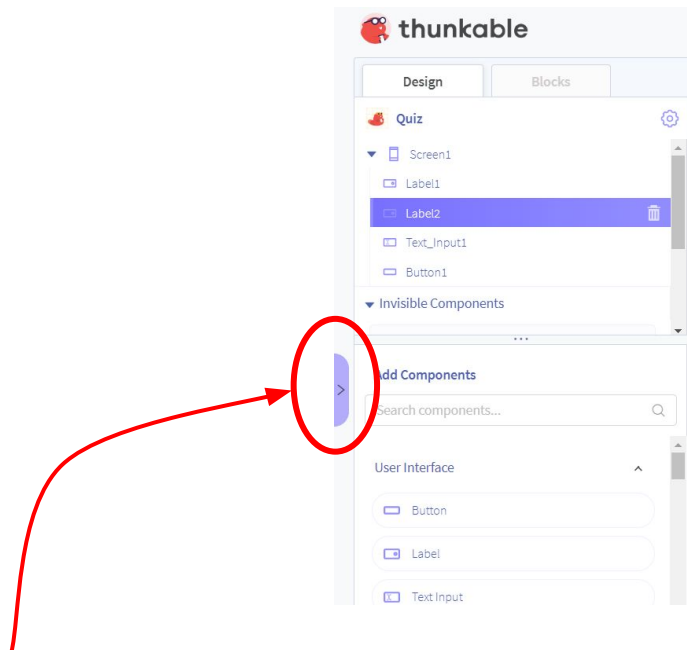 thunkable
Design Blocks
Quiz
Screen1
Label1
Label2
Text_Input1
Button1
Invisible Components
Add Components
Search components...
User Interface
Button
Label
Text Input